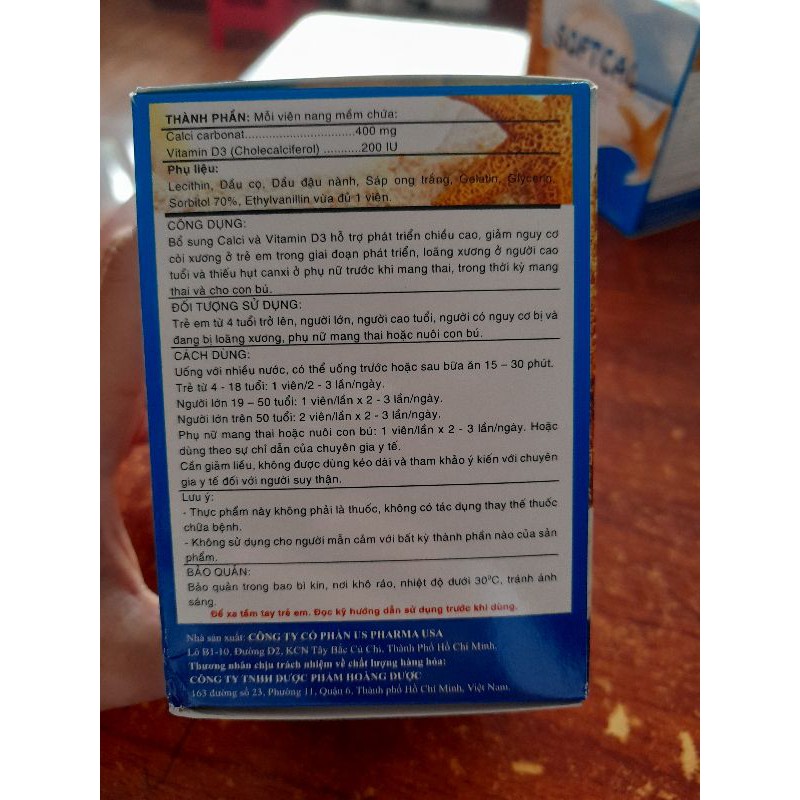 SOFTCAL
THÀNH PHẦN: Mỗi viên nang mềm chứa:
Calci carbonat..................................400 mg
Vitamin D3 (Cholecalciferol) ...........200 IU
Phụ liệu:
Lecithin, Dầu cọ, Dầu đậu nành, Sáp ong trắng, Gelatin, Glycerin,
Sorbitol 70%, Ethylvanillin vừa đủ 1 viên.
CÔNG DỤNG:
Bổ sung Calci và Vitamin D3 hỗ trợ phát triển chiều cao, giảm nguy cơ
còi xương ở trẻ em trong giai đoạn phát triển, loãng xương ở người cao
tuổi và thiếu hụt canxi ở phụ nữ trước khi mang thai, trong thời kỳ mang
thai và cho con bú.
ĐỐI TƯỢNG SỬ DỤNG:
Trẻ em từ 4 tuổi trở lên, người lớn, người cao tuổi, người có nguy cơ bị và
đang bị loãng xương, phụ nữ mang thai hoặc nuôi con bú.
CÁCH DÙNG:
Uống với nhiều nước, có thể uống trước hoặc sau bữa ăn 15 – 30 phút.
Trẻ từ 4 - 18 tuổi: 1 viên/2 - 3 lần/ngày.
Người lớn 19 – 50 tuổi: 1 viên/lần x 2 - 3 lần/ngày.
Người lớn trên 50 tuổi: 2 viên/lần x 2 - 3 lần/ngày.
Phụ nữ mang thai hoặc nuôi con bú: 1 viên/lần x 2 - 3 lần/ngày. Hoặc
dùng theo sự chỉ dẫn của chuyên gia y tế.
Cần giảm liều, không được dùng kéo dài và tham khảo ý kiến với chuyên
gia y tế đối với người suy thận.
Lưu ý:
- Thực phẩm này không phải là thuốc, không có tác dụng thay thế thuốc
chữa bệnh.
- Không sử dụng cho người mẫn cảm với bất kỳ thành phần nào của sản
phẩm.
BẢO QUẢN:
Bảo quản trong bao bì kín, nơi khô ráo, nhiệt độ dưới 30°C, tránh ánh
sáng.
Để xa tầm tay trẻ em. Đọc kỹ hướng dẫn sử dụng trước khi dùng.
Nhà sản xuất: CÔNG TY CỔ PHẦN US PHARMA USA
Lô B1-10, Đường D2, KCN Tây Bắc Củ Chi, Thành Phố Hồ Chí Minh.
Thương nhân chịu trách nhiệm về chất lượng hàng hóa:
CÔNG TY TNHH DƯỢC PHẨM HOÀNG DƯỢC
163 đường số 23, Phường 11, Quận 6, Thành phố Hồ Chí Minh, Việt Nam.